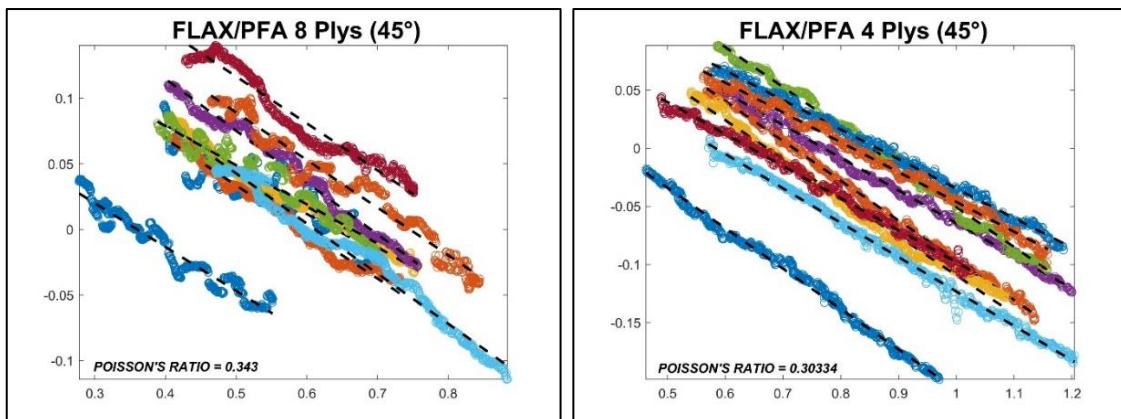 FLAX/PFA 8 Plys (45°)
0.1
0.05
0
-0.05
-0.1
POISSON'S RATIO = 0.343
0.3 0.4 0.5 0.6 0.7 0.8
FLAX/PFA 4 Plys (45°)
0.05
0
-0.05
-0.1
-0.15
POISSON'S RATIO = 0.30334
0.5 0.6 0.7 0.8 0.9 1 1.1 1.2